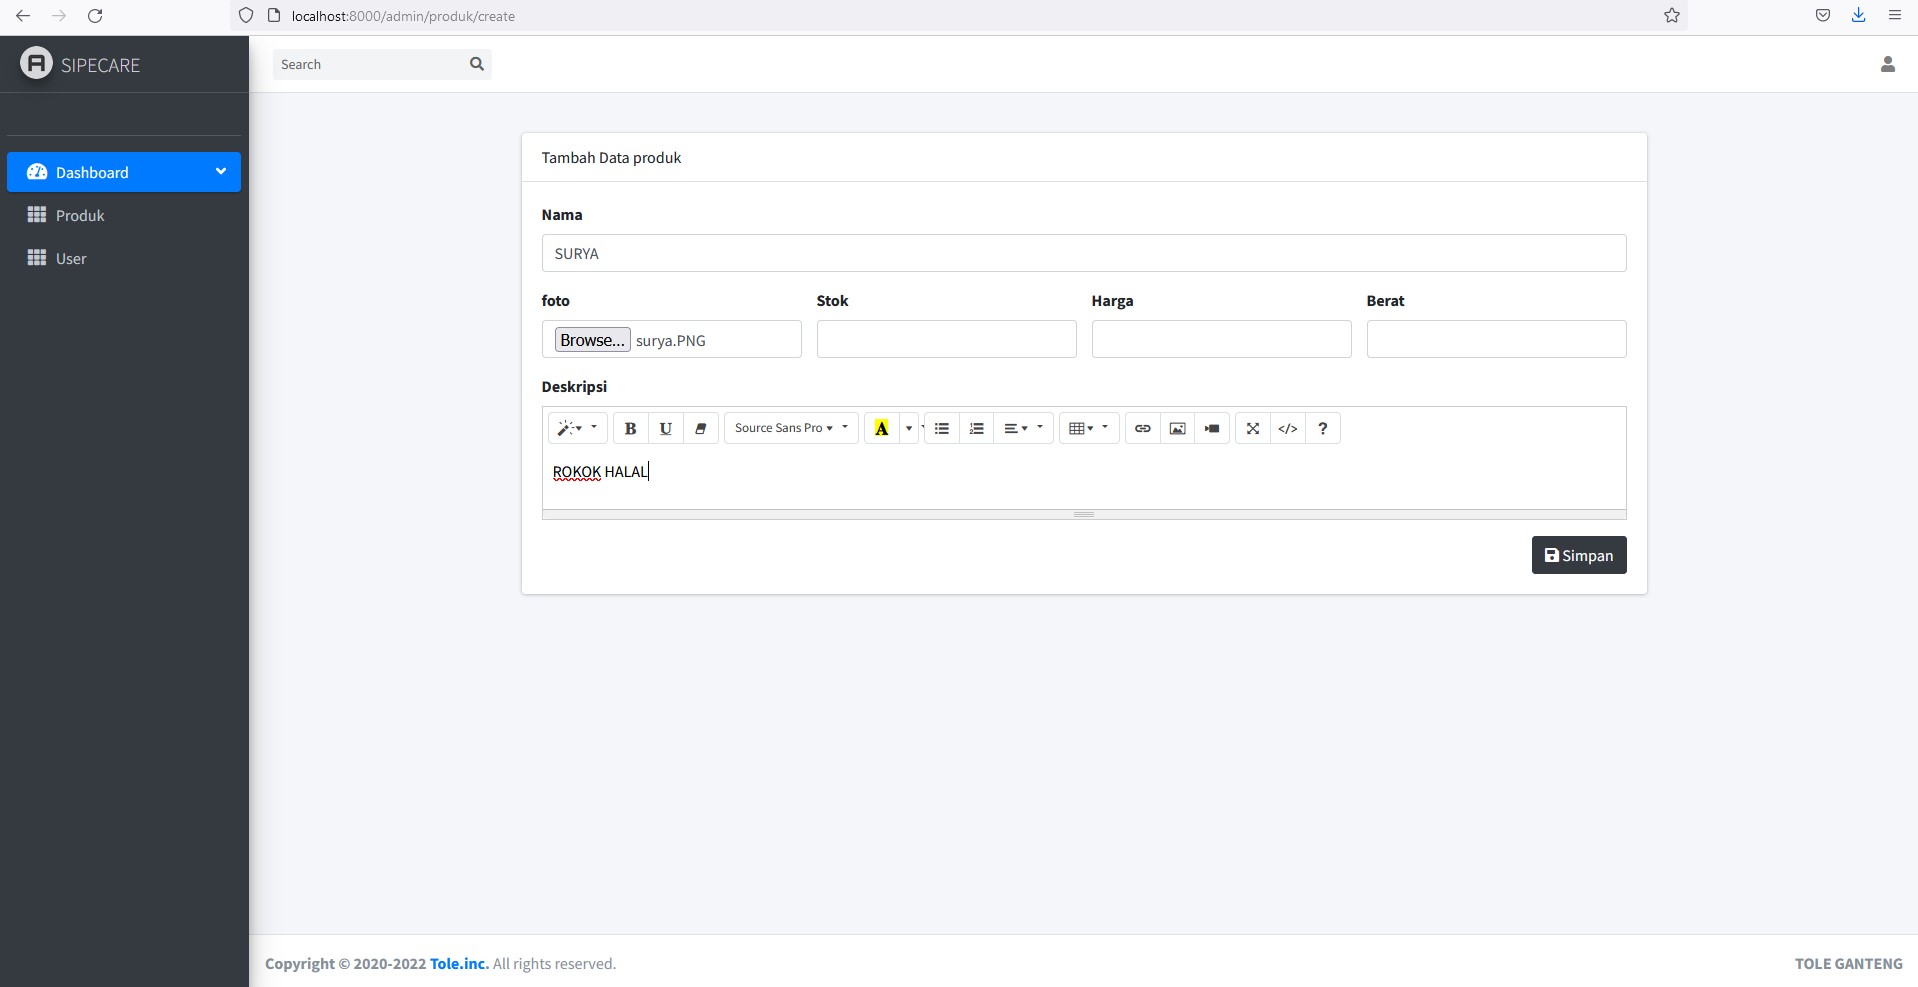 localhost:8000/admin/produk/create
SIPECARE
Search
Dashboard
Produk
User
Tambah Data produk
Nama
SURYA
foto
Stok
Harga
Berat
Browse... surya.PNG
Deskripsi
B U Source Sans Pro A </> ?
ROKOK HALAL
Simpan
Copyright © 2020-2022 Tole.inc. All rights reserved.
TOLE GANTENG